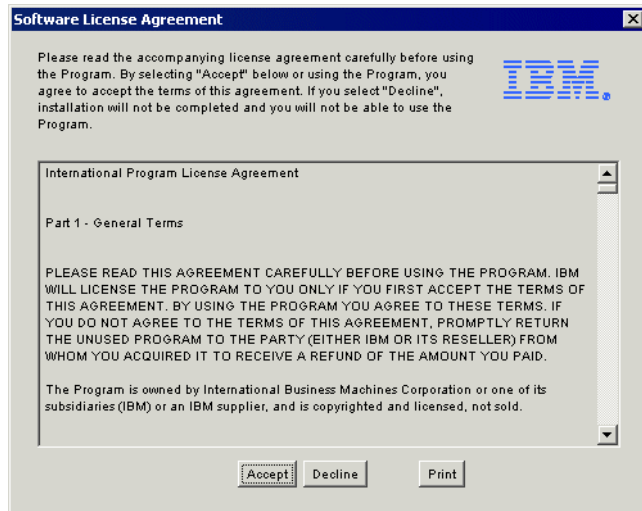 Software License Agreement
Please read the accompanying license agreement carefully before using
the Program. By selecting "Accept" below or using the Program, you
agree to accept the terms of this agreement. If you select "Decline",
installation will not be completed and you will not be able to use the
Program.
IBM
International Program License Agreement
Part 1 - General Terms
PLEASE READ THIS AGREEMENT CAREFULLY BEFORE USING THE PROGRAM. IBM
WILL LICENSE THE PROGRAM TO YOU ONLY IF YOU FIRST ACCEPT THE TERMS OF
THIS AGREEMENT. BY USING THE PROGRAM YOU AGREE TO THESE TERMS. IF
YOU DO NOT AGREE TO THE TERMS OF THIS AGREEMENT, PROMPTLY RETURN
THE UNUSED PROGRAM TO THE PARTY (EITHER IBM OR ITS RESELLER) FROM
WHOM YOU ACQUIRED IT TO RECEIVE A REFUND OF THE AMOUNT YOU PAID.
The Program is owned by International Business Machines Corporation or one of its
subsidiaries (IBM) or an IBM supplier, and is copyrighted and licensed, not sold.
Accept Decline Print